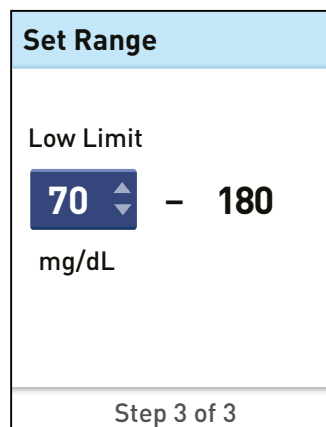 Set Range
Low Limit
70 – 180
mg/dL
Step 3 of 3